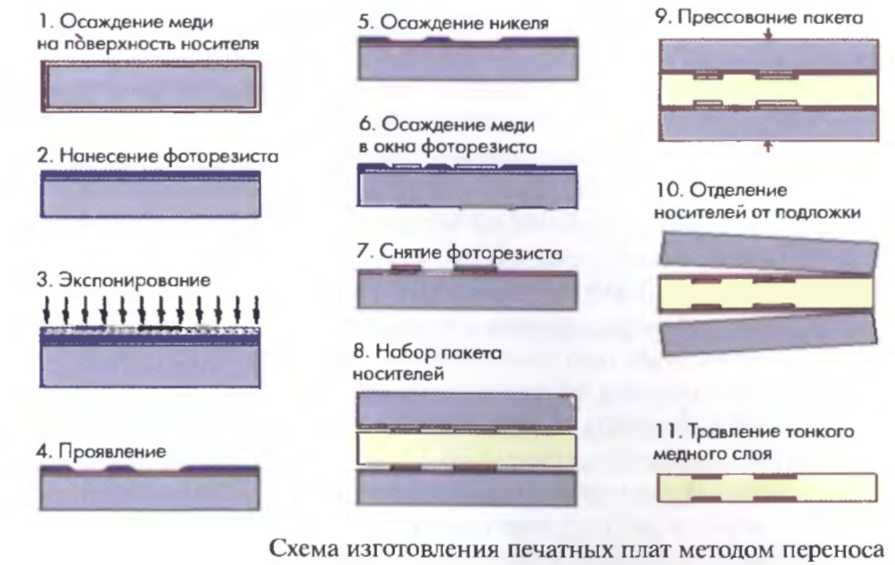 1. Осаждение меди
на поверхность носителя
2. Нанесение фоторезиста
3. Экспонирование
4. Проявление
5. Осаждение никеля
6. Осаждение меди
в окна фоторезиста
7. Снятие фоторезиста
8. Набор пакета
носителей
9. Прессование пакета
10. Отделение
носителей от подложки
11. Травление тонкого
медного слоя
Схема изготовления печатных плат методом переноса